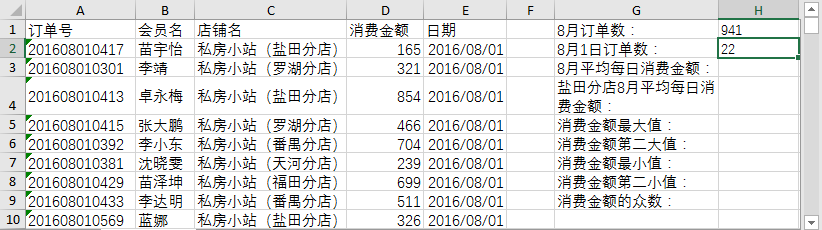 A B C D E F G H
1 订单号 会员名 店铺名 消费金额 日期 8月订单数： 941
2 201608010417 苗宇怡 私房小站（盐田分店） 165 2016/08/01 8月1日订单数： 22
3 201608010301 李靖 私房小站（罗湖分店） 321 2016/08/01 8月平均每日消费金额：
4 201608010413 卓永梅 私房小站（盐田分店） 854 2016/08/01 盐田分店8月平均每日消
费金额：
5 201608010415 张大鹏 私房小站（罗湖分店） 466 2016/08/01 消费金额最大值：
6 201608010392 李小东 私房小站（番禺分店） 704 2016/08/01 消费金额第二大值：
7 201608010381 沈晓雯 私房小站（天河分店） 239 2016/08/01 消费金额最小值：
8 201608010429 苗泽坤 私房小站（福田分店） 699 2016/08/01 消费金额第二小值：
9 201608010433 李达明 私房小站（番禺分店） 511 2016/08/01 消费金额的众数：
10 201608010569 蓝娜 私房小站（盐田分店） 326 2016/08/01